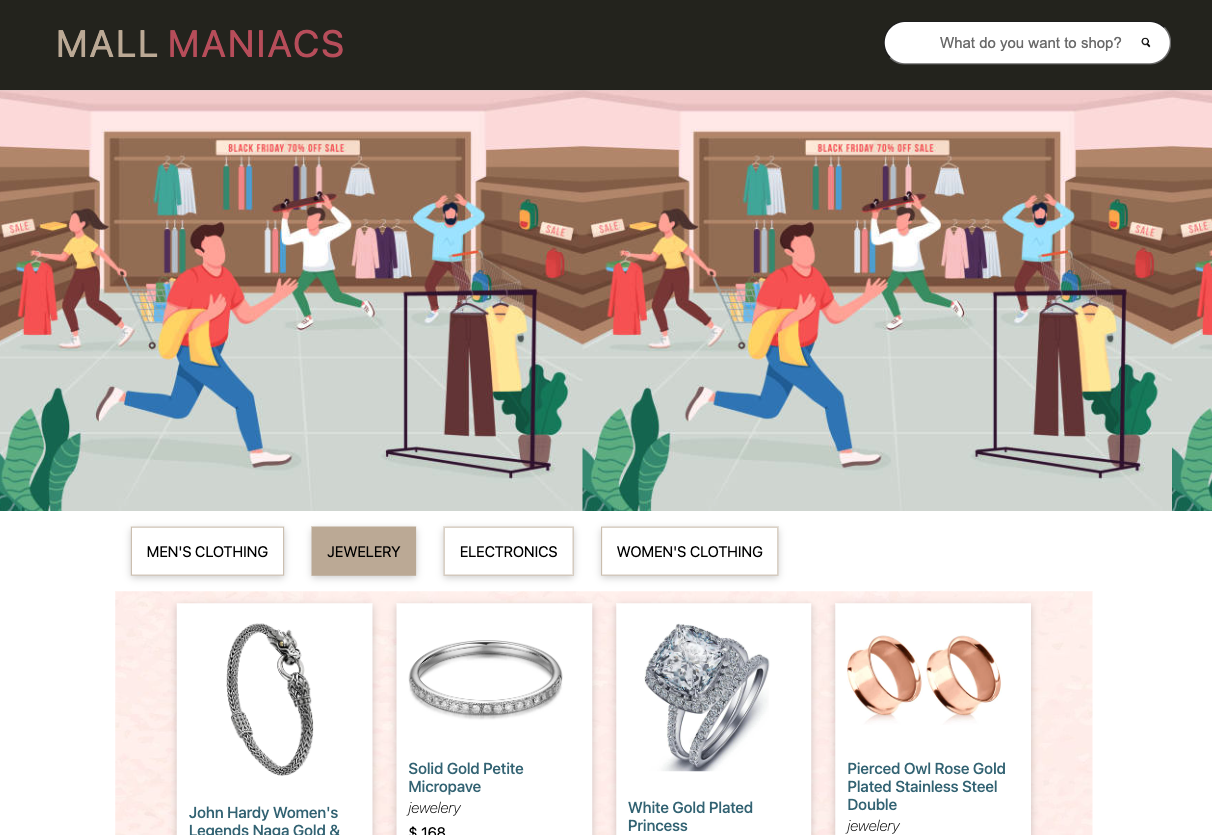 MALL MANIACS
What do you want to shop?
BLACK FRIDAY 70% OFF SALE
BLACK FRIDAY 70% OFF SALE
SALE
SALE
SALE
SALE
SALE
MEN'S CLOTHING
JEWELERY
ELECTRONICS
WOMEN'S CLOTHING
John Hardy Women's
Legends Naga Gold &
Solid Gold Petite
Micropave
jewelery
$ 168
White Gold Plated
Princess
Pierced Owl Rose Gold
Plated Stainless Steel
Double
jewelery